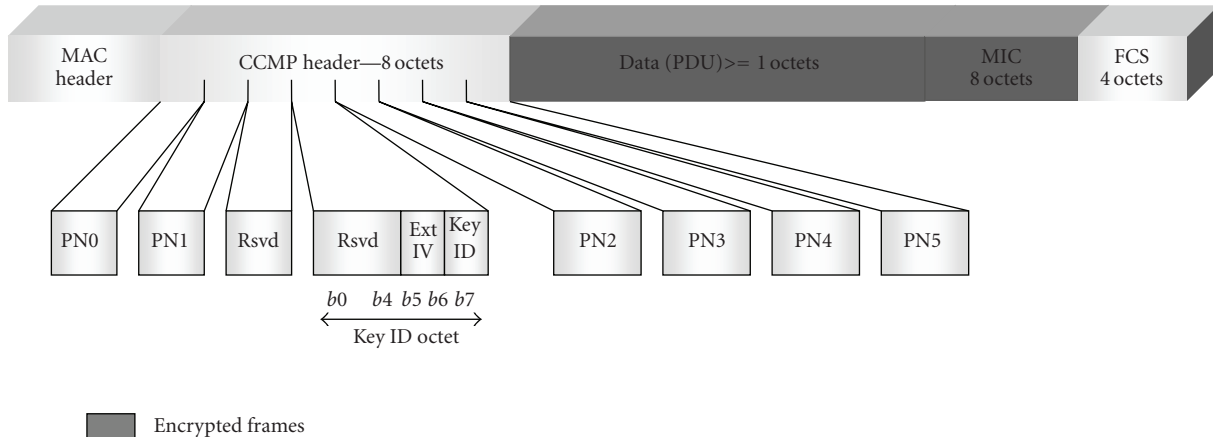 MAC
header
CCMP header—8 octets
Data (PDU)>= 1 octets
MIC
8 octets
FCS
4 octets
PN0
PN1
Rsvd
Rsvd
Ext
IV
Key
ID
PN2
PN3
PN4
PN5
b0 b4 b5 b6 b7
Key ID octet
Encrypted frames